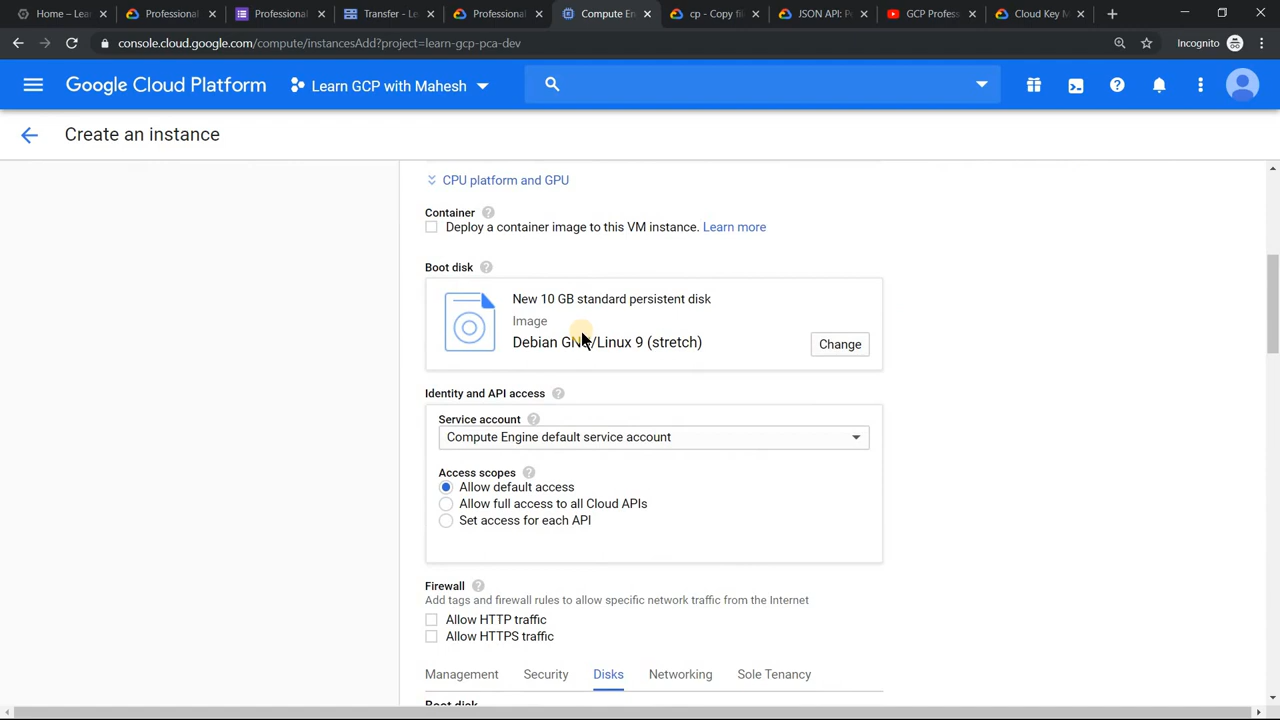 Home – Lea
Professional
Professional
Transfer - Le
Professional
Compute En
cp - Copy fil
JSON API: P
GCP Profess
Cloud Key M
console.cloud.google.com/compute/instancesAdd?project=learn-gcp-pca-dev
Incognito
Google Cloud Platform
Learn GCP with Mahesh
Create an instance
CPU platform and GPU
Container
Deploy a container image to this VM instance. Learn more
Boot disk
New 10 GB standard persistent disk
Image
Debian GNU/Linux 9 (stretch)
Change
Identity and API access
Service account
Compute Engine default service account
Access scopes
Allow default access
Allow full access to all Cloud APIs
Set access for each API
Firewall
Add tags and firewall rules to allow specific network traffic from the Internet
Allow HTTP traffic
Allow HTTPS traffic
Management Security Disks Networking Sole Tenancy
Boot disk